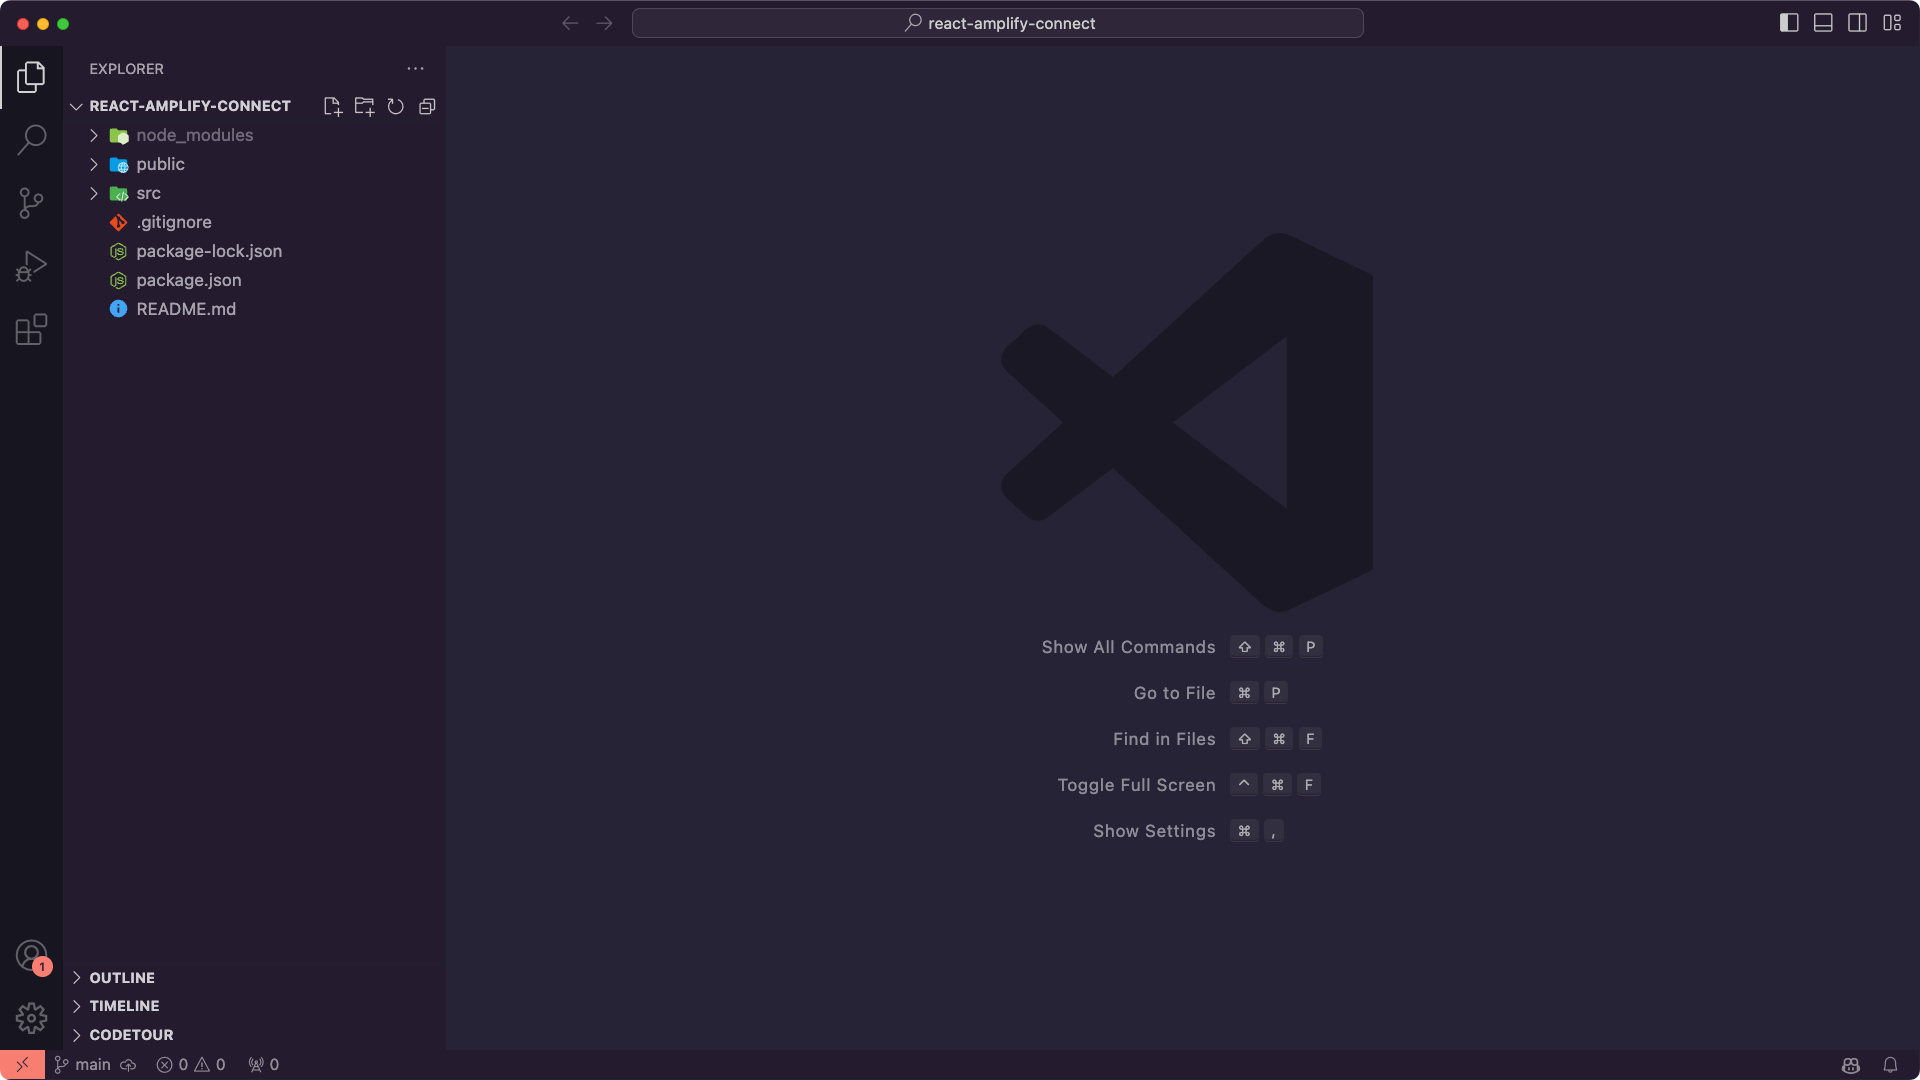 react-amplify-connect
EXPLORER
REACT-AMPLIFY-CONNECT
node_modules
public
src
.gitignore
package-lock.json
package.json
README.md
Show All Commands ⇧ ⌘ P
Go to File ⌘ P
Find in Files ⇧ ⌘ F
Toggle Full Screen ^ ⌘ F
Show Settings ⌘ ,
1
OUTLINE
TIMELINE
CODETOUR
main 0 0 0